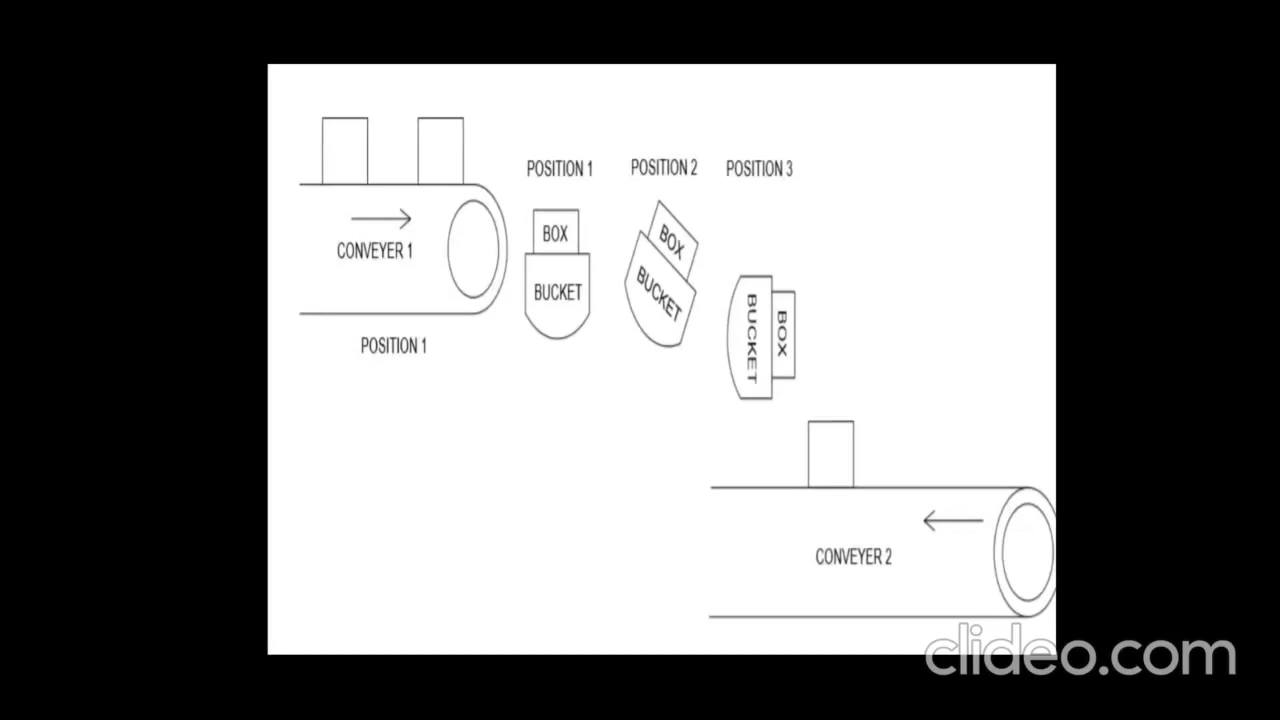 POSITION 1
POSITION 2
POSITION 3
BOX
BUCKET
BOX
BUCKET
BUCKET
BOX
CONVEYER 1
POSITION 1
CONVEYER 2
clideo.com